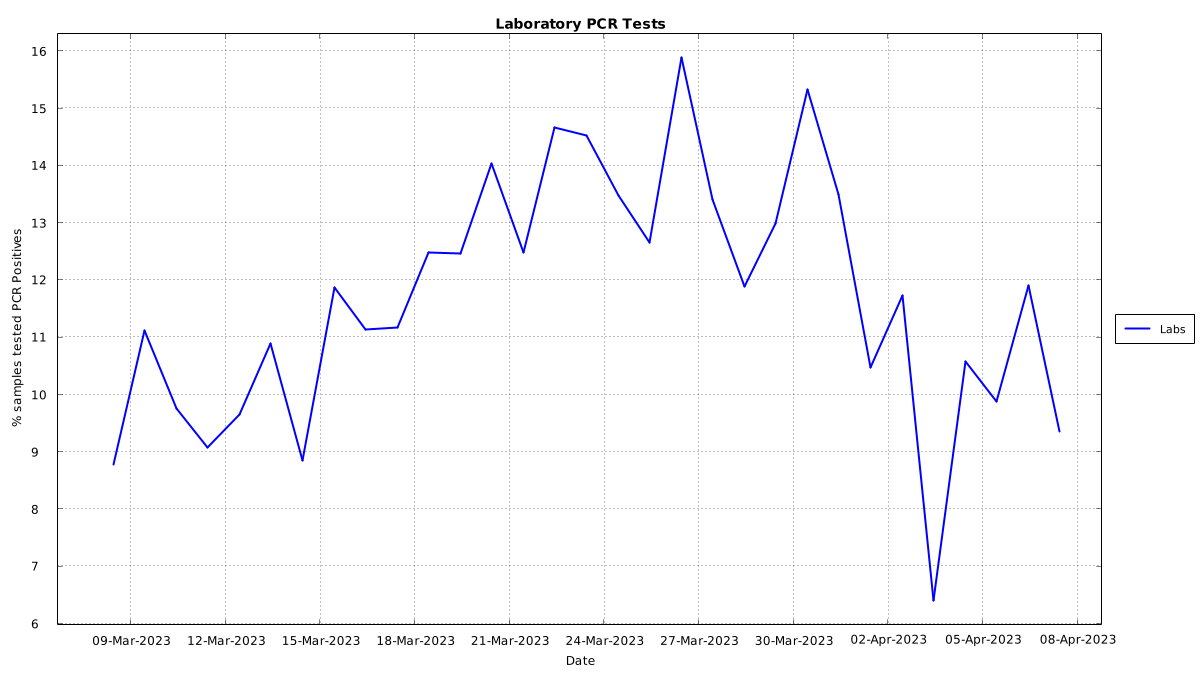 Laboratory PCR Tests
% samples tested PCR Positives
16
15
14
13
12
11
10
9
8
7
6
09-Mar-2023 12-Mar-2023 15-Mar-2023 18-Mar-2023 21-Mar-2023 24-Mar-2023 27-Mar-2023 30-Mar-2023 02-Apr-2023 05-Apr-2023 08-Apr-2023
Date
Labs